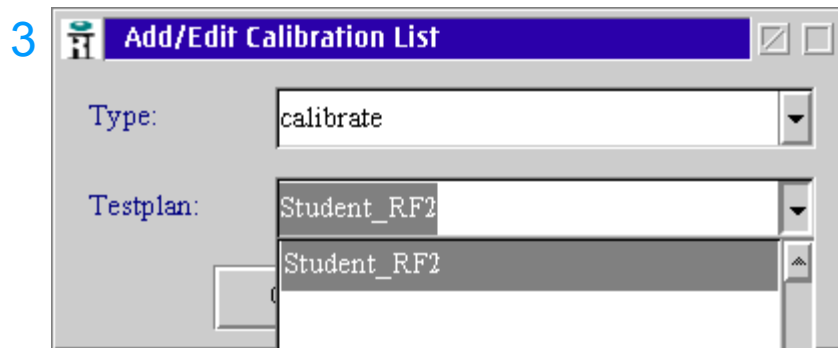 3
Add/Edit Calibration List
Type: calibrate
Testplan: Student_RF2
Student_RF2